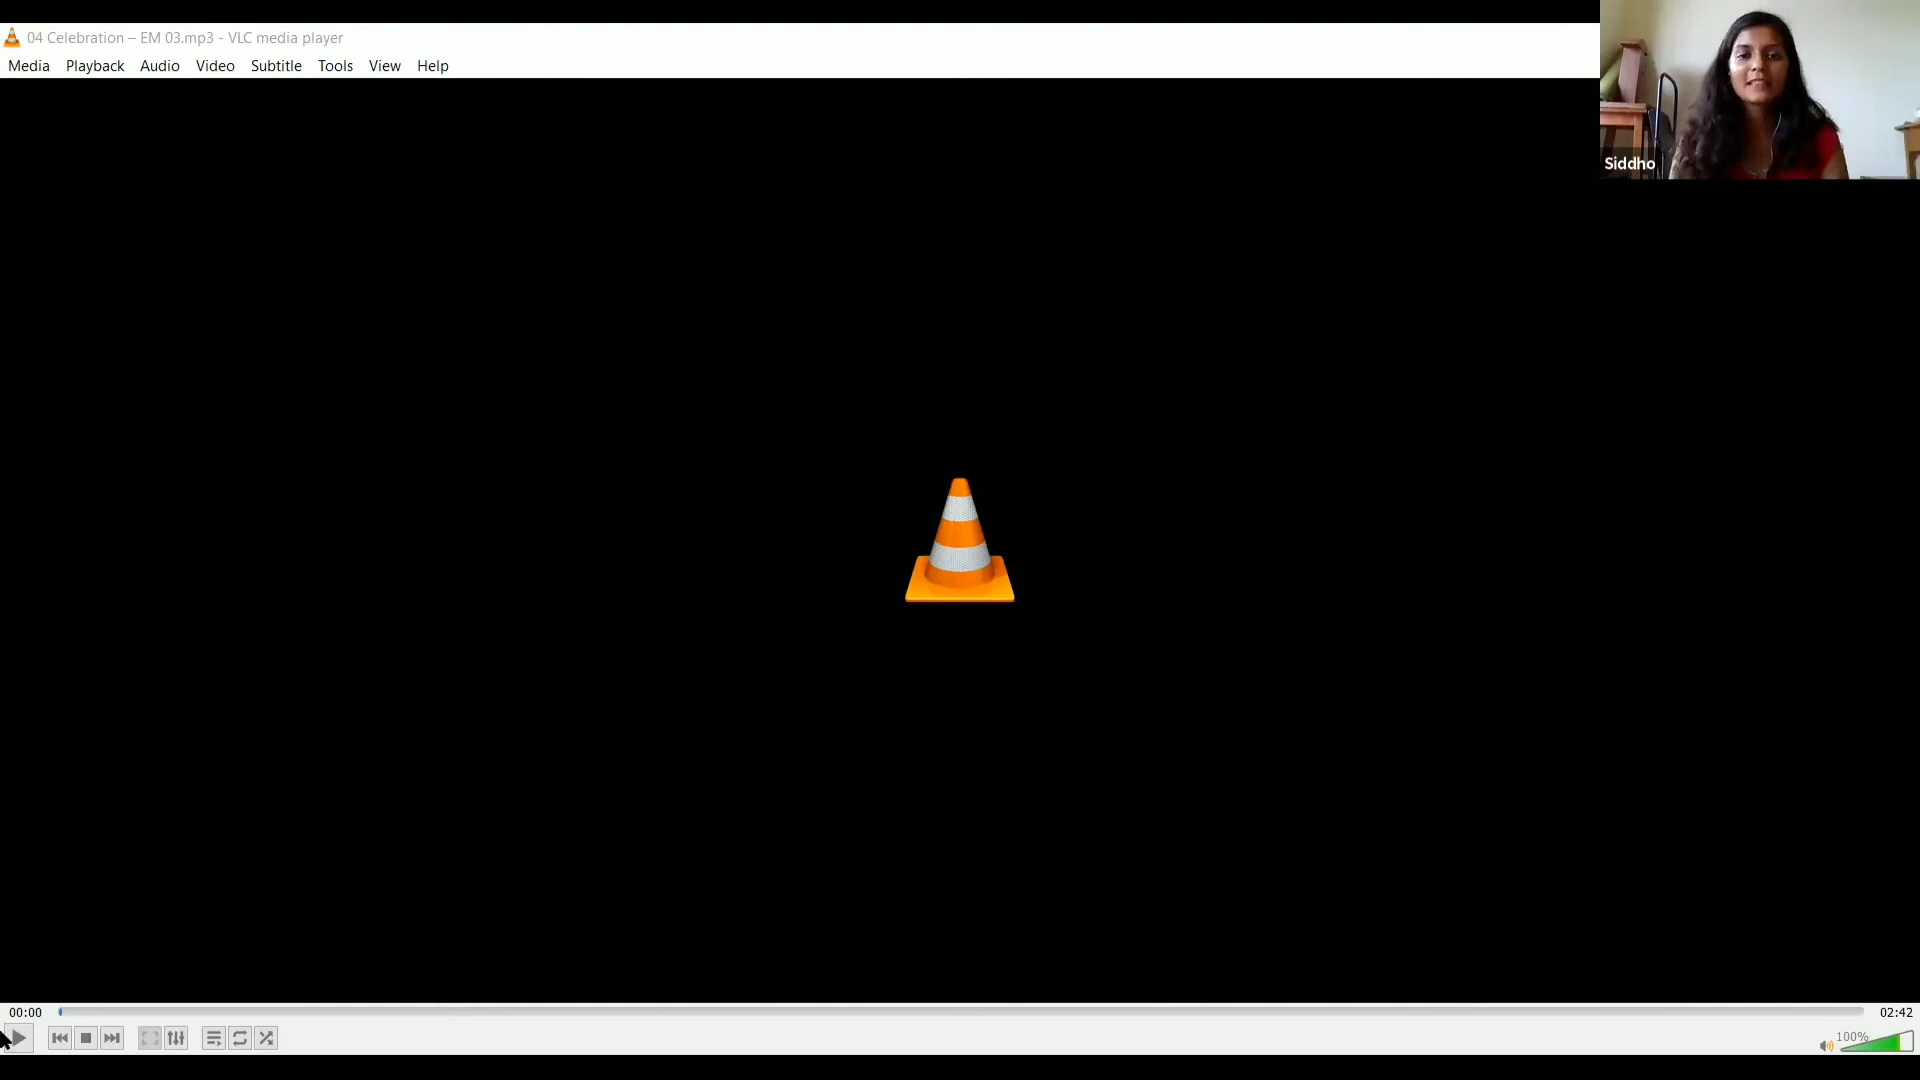 04 Celebration – EM 03.mp3 - VLC media player
Media Playback Audio Video Subtitle Tools View Help
Siddho
00:00 02:42
100%